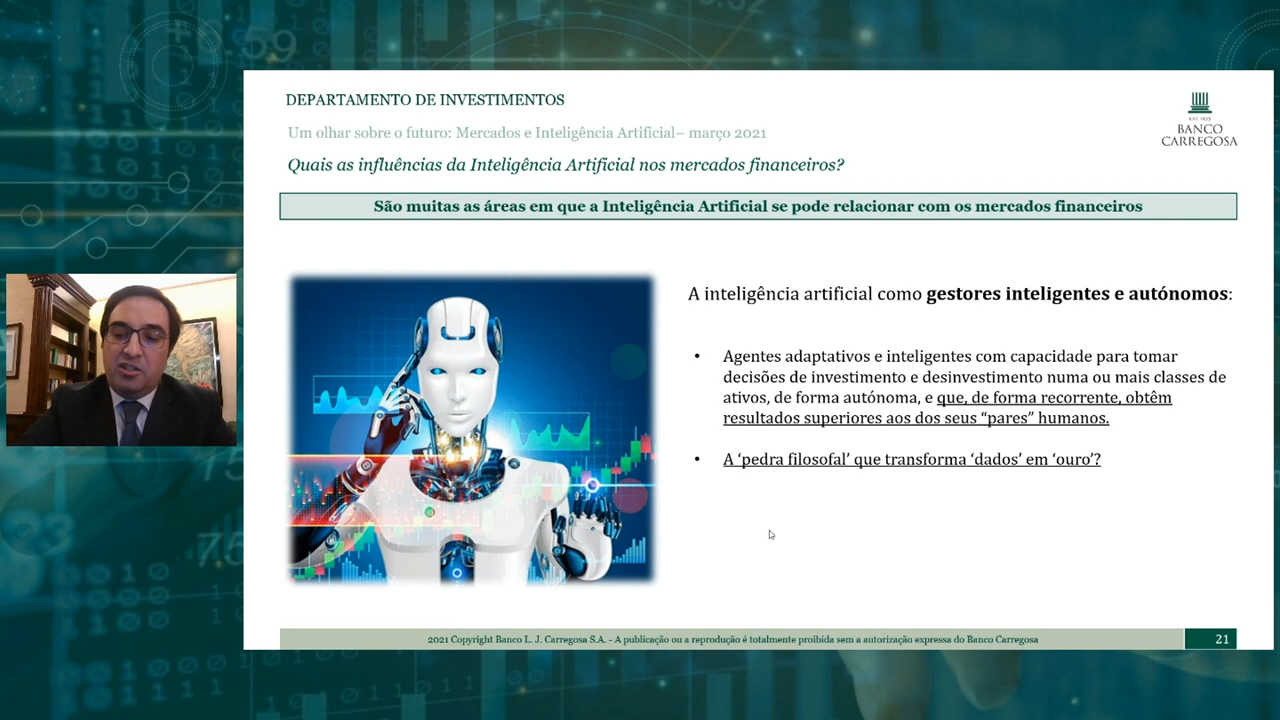 DEPARTAMENTO DE INVESTIMENTOS
Um olhar sobre o futuro: Mercados e Inteligência Artificial– março 2021
Quais as influências da Inteligência Artificial nos mercados financeiros?
EST. 1833
BANCO
CARREGOSA
São muitas as áreas em que a Inteligência Artificial se pode relacionar com os mercados financeiros
A inteligência artificial como gestores inteligentes e autónomos:
• Agentes adaptativos e inteligentes com capacidade para tomar
decisões de investimento e desinvestimento numa ou mais classes de
ativos, de forma autónoma, e que, de forma recorrente, obtêm
resultados superiores aos dos seus “pares” humanos.
• A ‘pedra filosofal’ que transforma ‘dados’ em ‘ouro’?
2021 Copyright Banco L. J. Carregosa S.A. - A publicação ou a reprodução é totalmente proibida sem a autorização expressa do Banco Carregosa
21